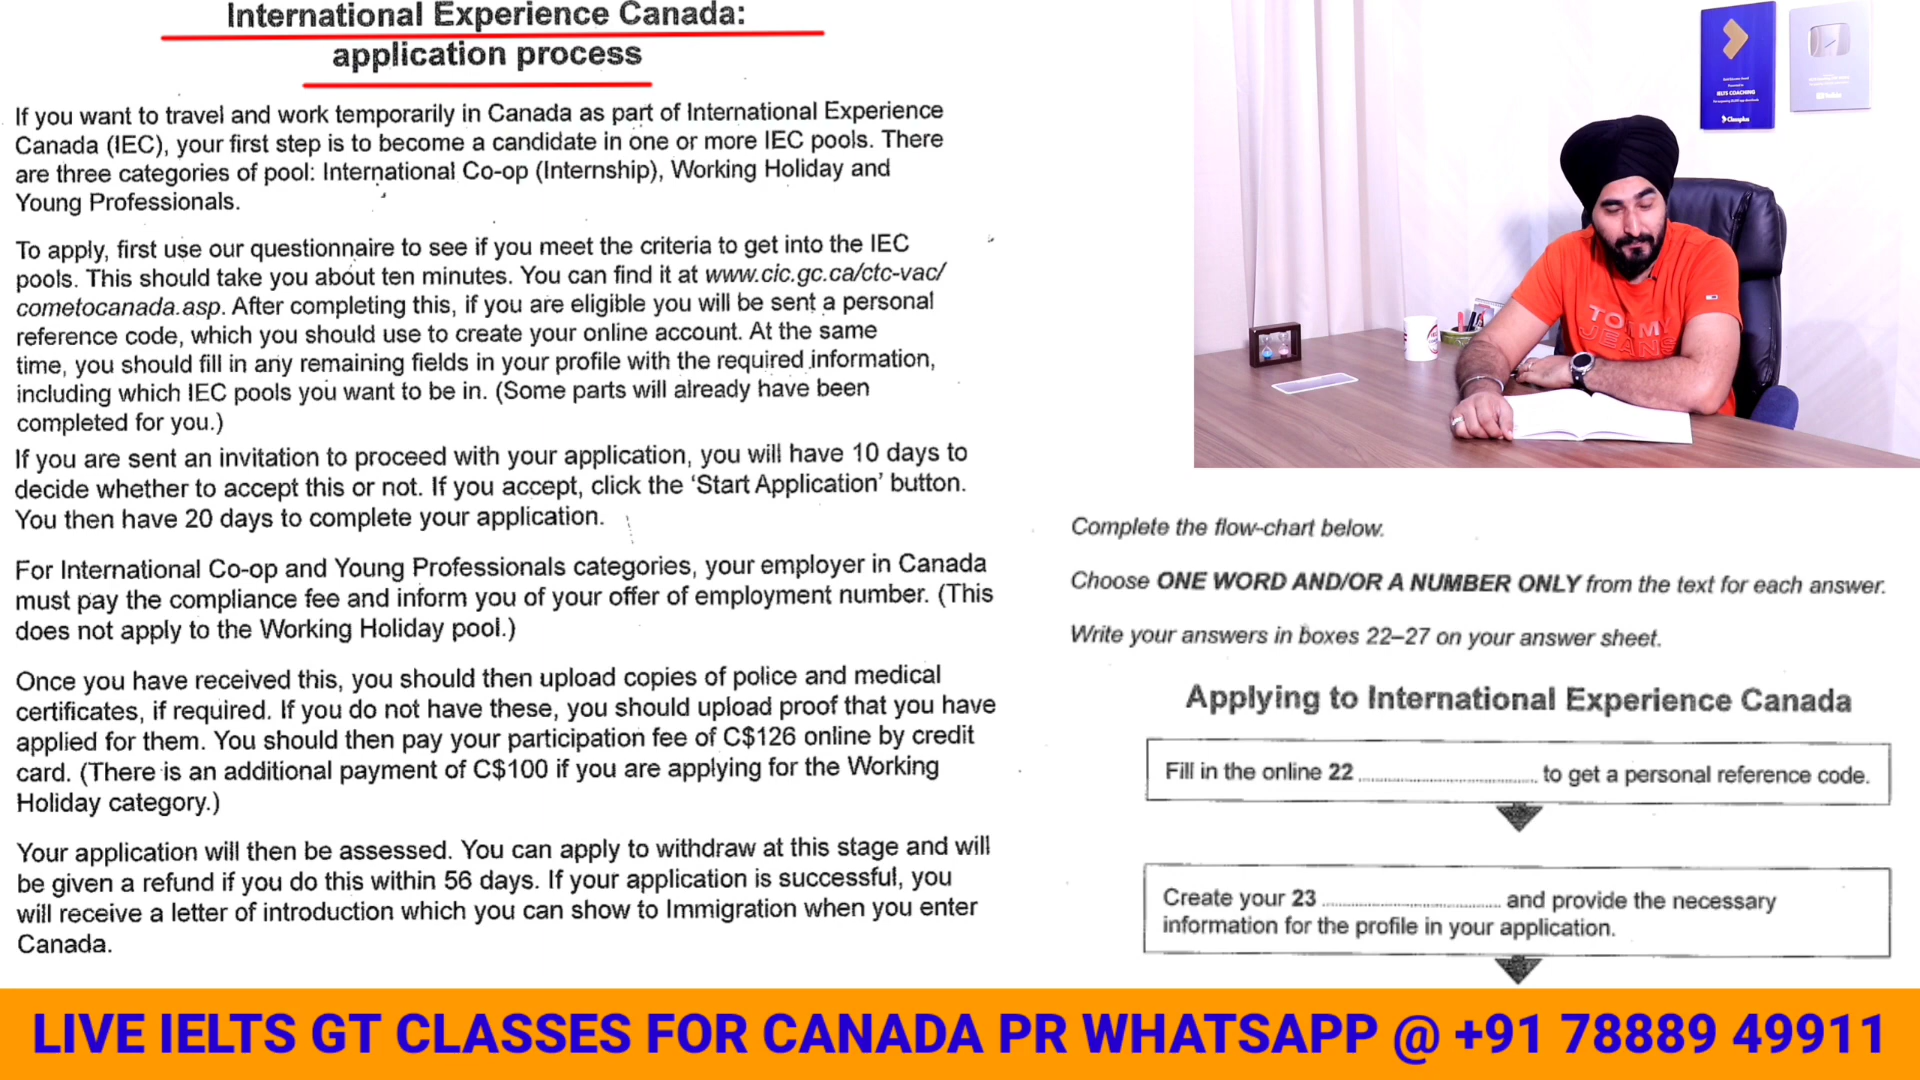 International Experience Canada:
application process
If you want to travel and work temporarily in Canada as part of International Experience
Canada (IEC), your first step is to become a candidate in one or more IEC pools. There
are three categories of pool: International Co-op (Internship), Working Holiday and
Young Professionals.
To apply, first use our questionnaire to see if you meet the criteria to get into the IEC
pools. This should take you about ten minutes. You can find it at www.cic.gc.ca/ctc-vac/
cometocanada.asp. After completing this, if you are eligible you will be sent a personal
reference code, which you should use to create your online account. At the same
time, you should fill in any remaining fields in your profile with the required information,
including which IEC pools you want to be in. (Some parts will already have been
completed for you.)
If you are sent an invitation to proceed with your application, you will have 10 days to
decide whether to accept this or not. If you accept, click the ‘Start Application’ button.
You then have 20 days to complete your application.
For International Co-op and Young Professionals categories, your employer in Canada
must pay the compliance fee and inform you of your offer of employment number. (This
does not apply to the Working Holiday pool.)
Once you have received this, you should then upload copies of police and medical
certificates, if required. If you do not have these, you should upload proof that you have
applied for them. You should then pay your participation fee of C$126 online by credit
card. (There is an additional payment of C$100 if you are applying for the Working
Holiday category.)
Your application will then be assessed. You can apply to withdraw at this stage and will
be given a refund if you do this within 56 days. If your application is successful, you
will receive a letter of introduction which you can show to Immigration when you enter
Canada.
IELTS COACHING
Classplus
YouTube
TOMMY
JEANS
Complete the flow-chart below.
Choose ONE WORD AND/OR A NUMBER ONLY from the text for each answer.
Write your answers in boxes 22–27 on your answer sheet.
Applying to International Experience Canada
Fill in the online 22 .................................... to get a personal reference code.
Create your 23 .................................... and provide the necessary
information for the profile in your application.
LIVE IELTS GT CLASSES FOR CANADA PR WHATSAPP @ +91 78889 49911